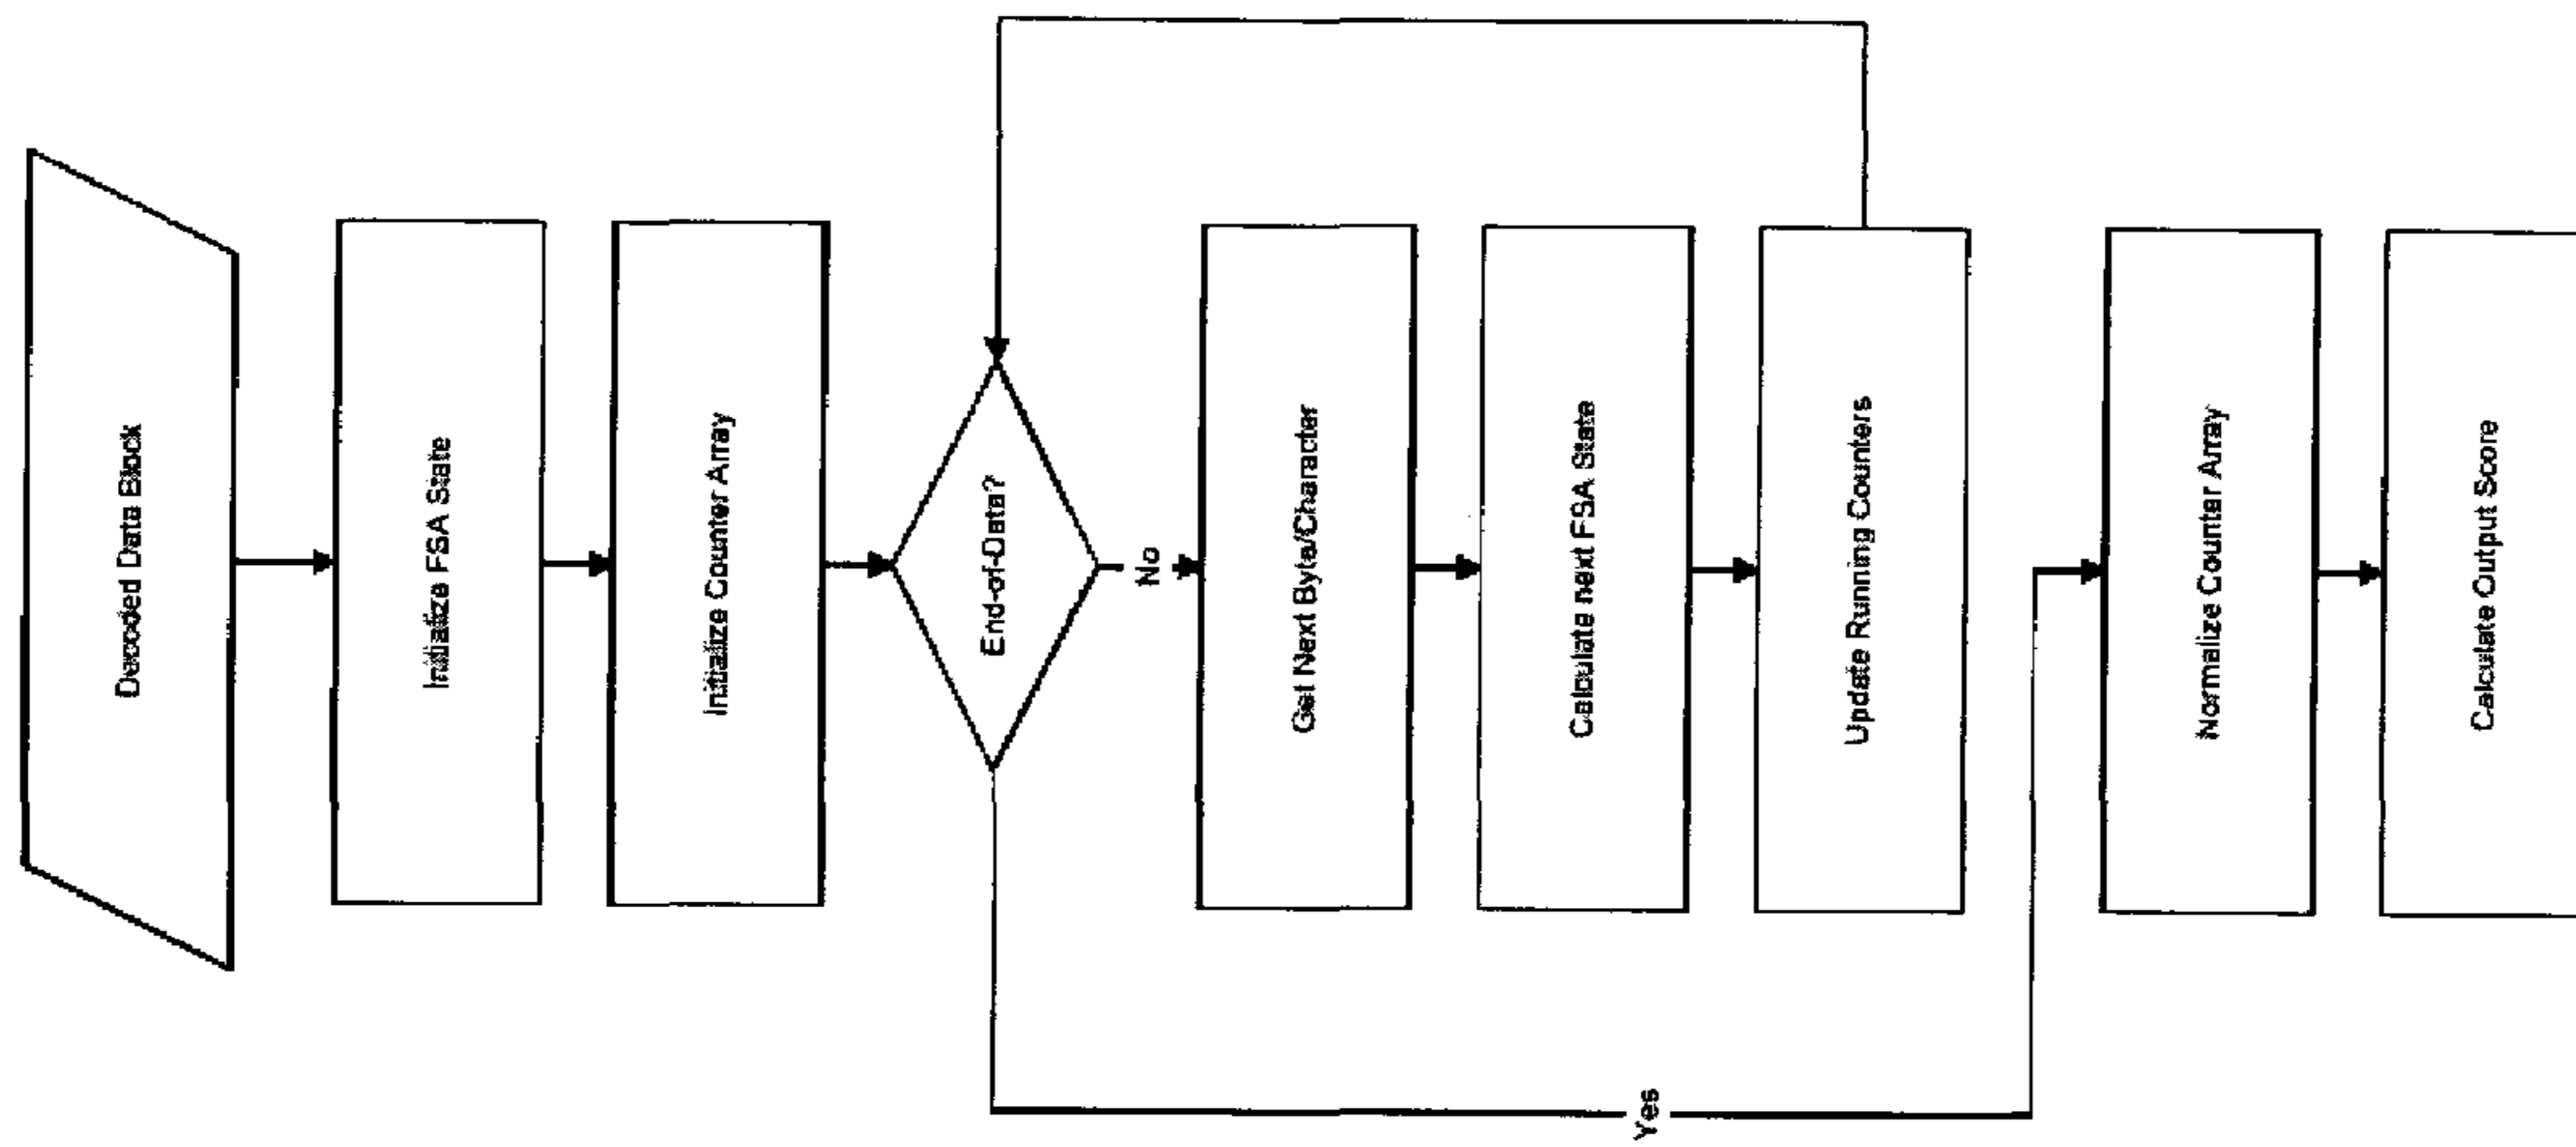 Decoded Data Block
Initialize FSA State
Initialize Counter Array
End-of-Data?
No
Get Next Byte/Character
Calculate next FSA State
Update Running Counters
Yes
Normalize Counter Array
Calculate Output Score